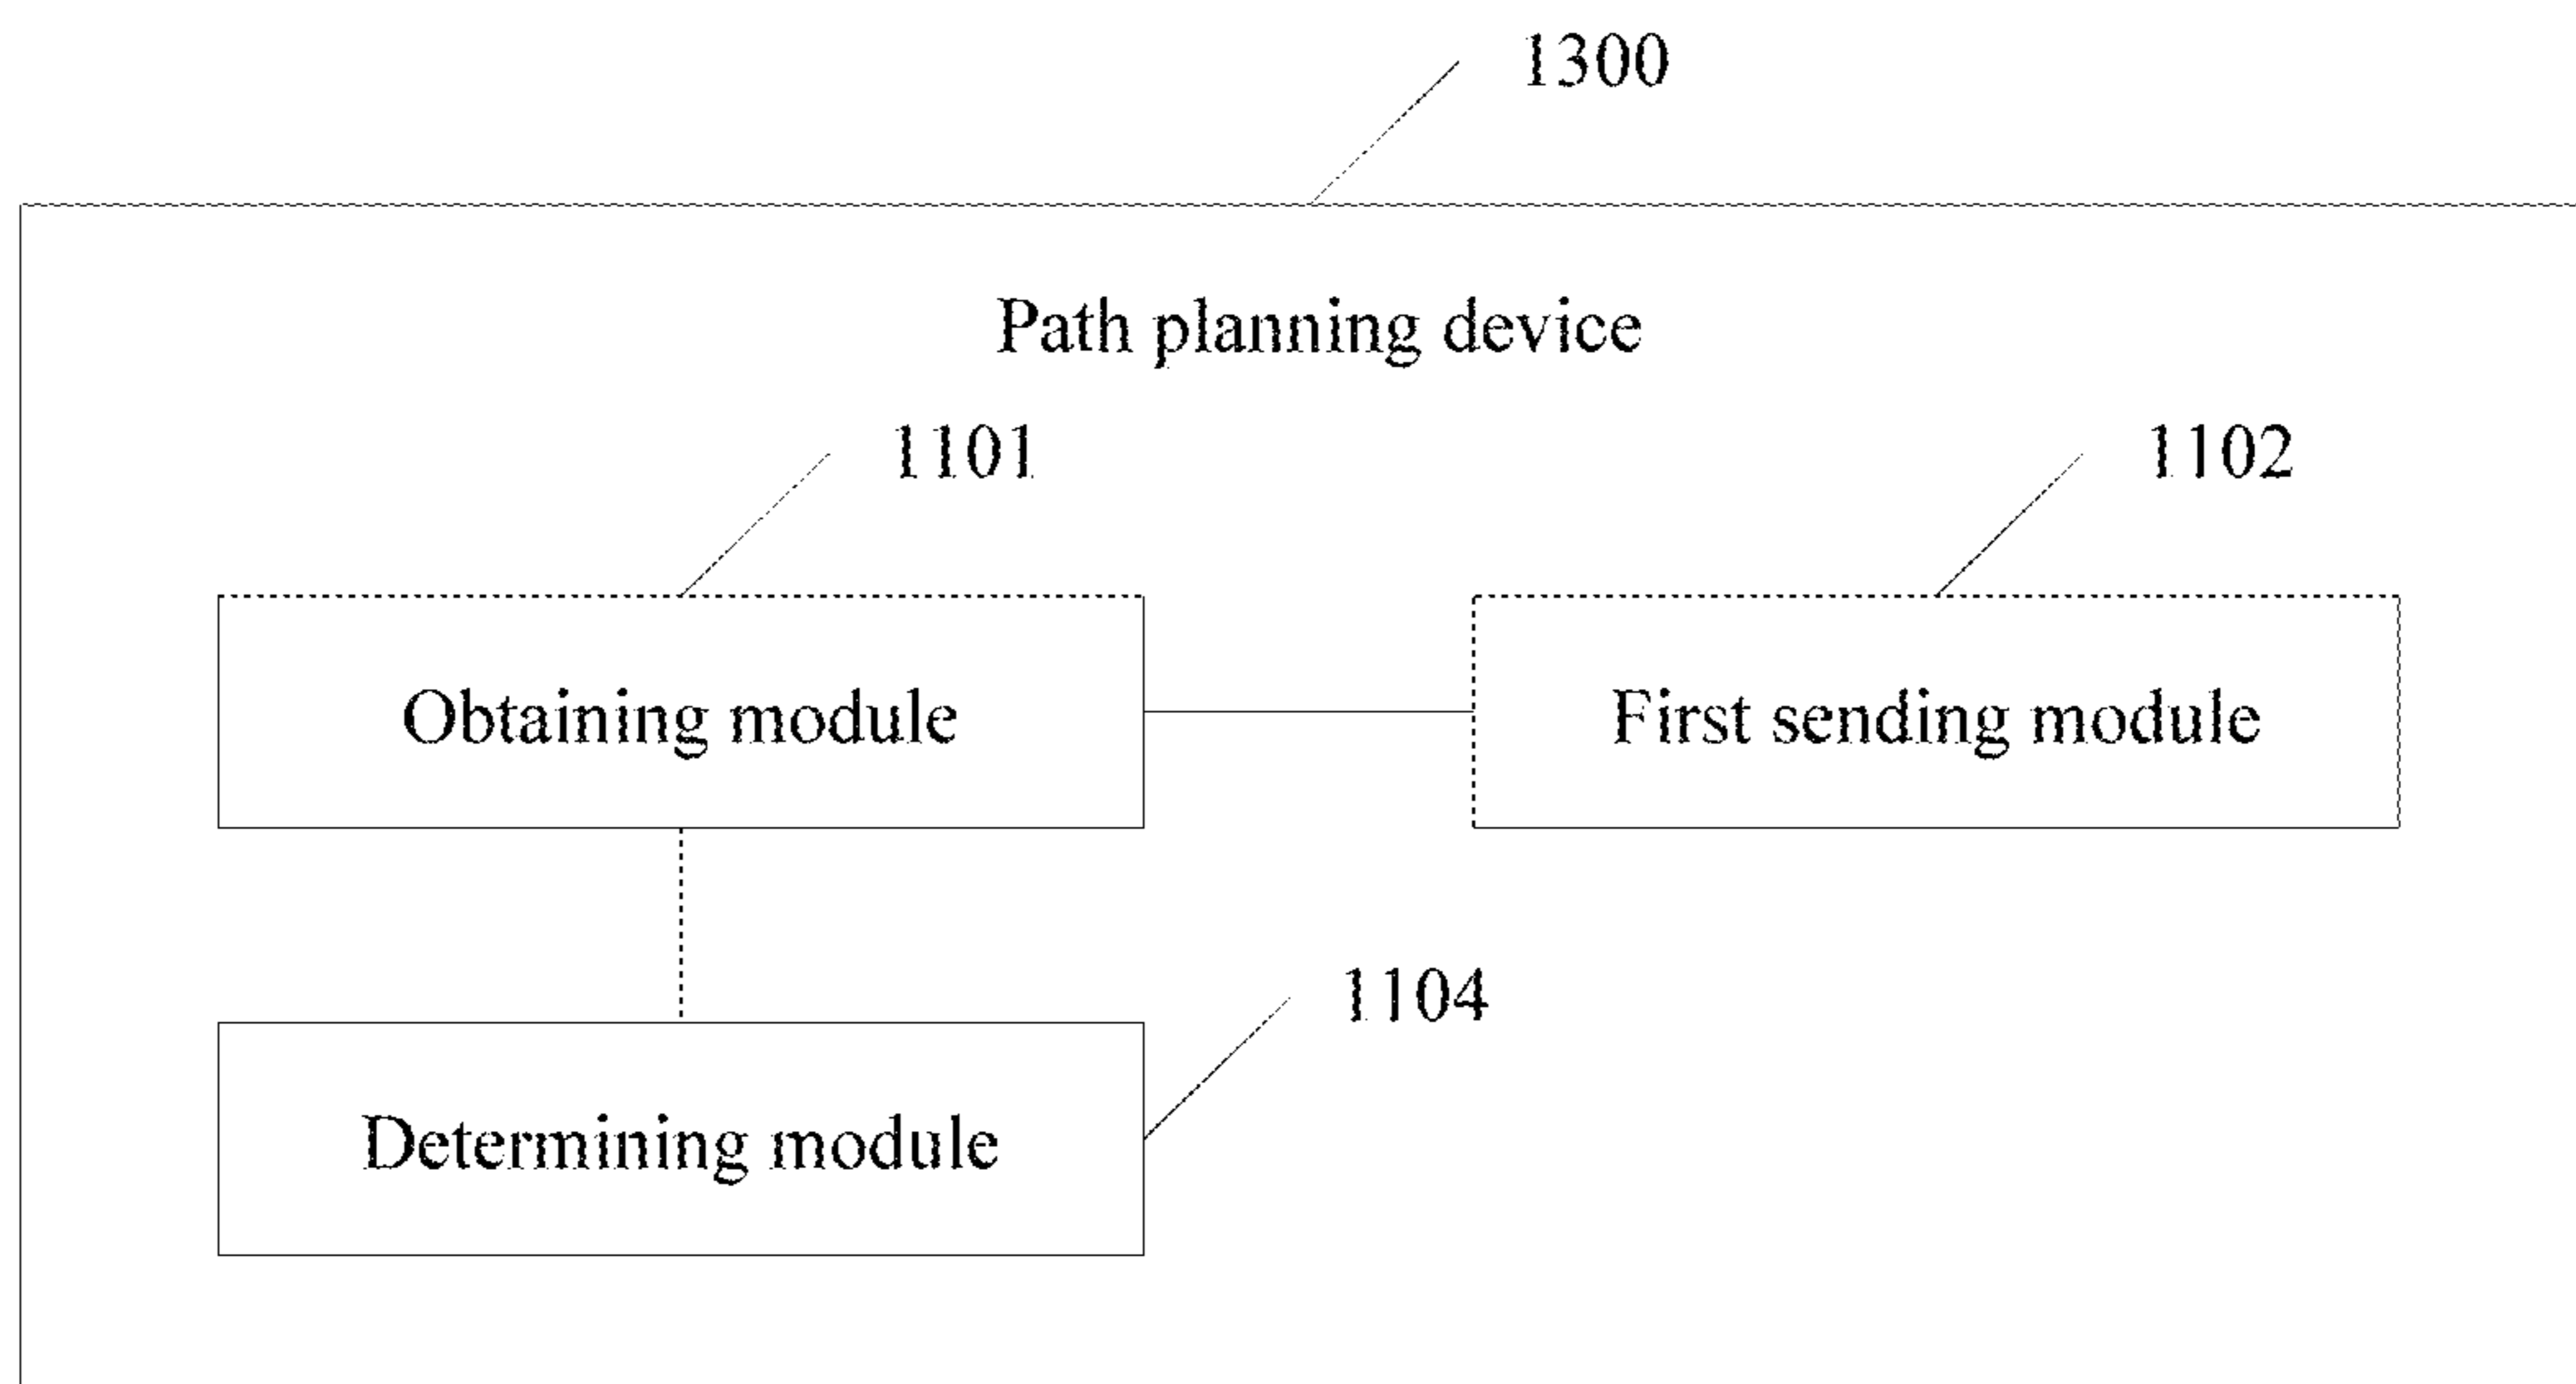 1300
Path planning device
1101
1102
Obtaining module
First sending module
1104
Determining module